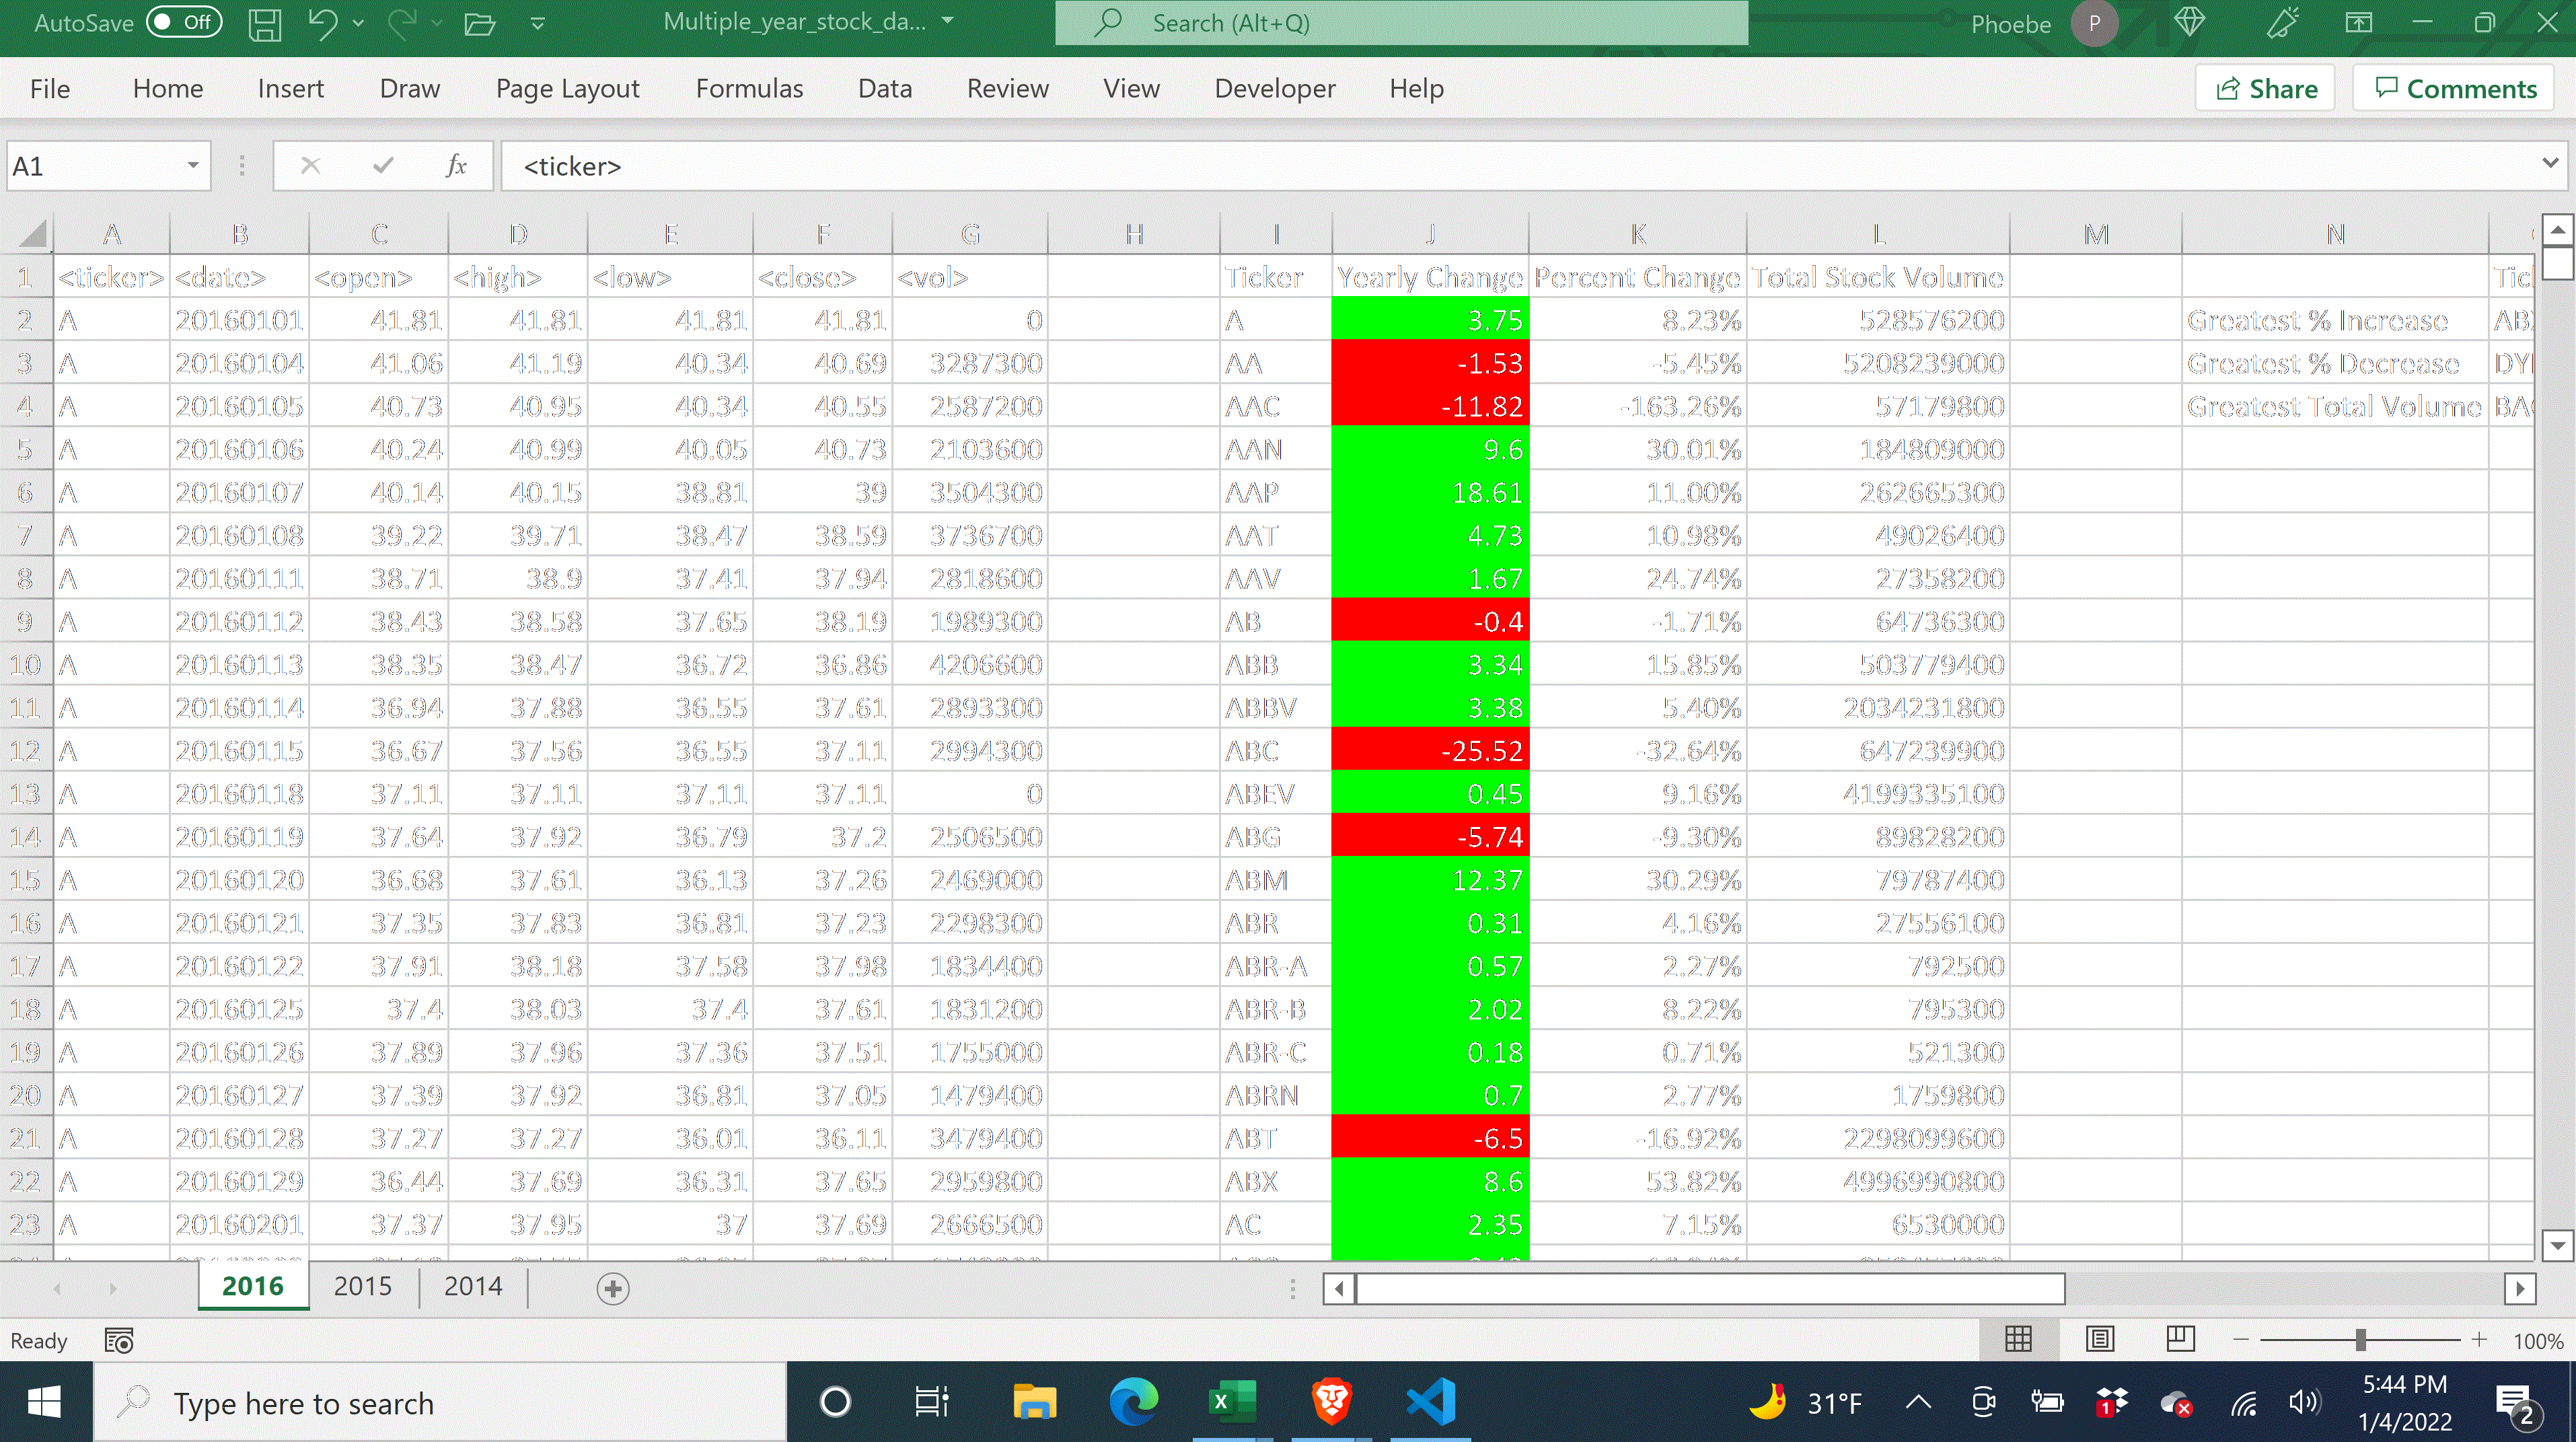 AutoSave Off Multiple_year_stock_da... Search (Alt+Q) Phoebe P
File Home Insert Draw Page Layout Formulas Data Review View Developer Help Share Comments
A1 fx <ticker>
A B C D E F G H I J K L M N
1 <ticker> <date> <open> <high> <low> <close> <vol> Ticker Yearly Change Percent Change Total Stock Volume
2 A 20160101 41.81 41.81 41.81 41.81 0 A 3.75 8.23% 528576200 Greatest % Increase
3 A 20160104 41.06 41.19 40.34 40.69 3287300 AA -1.53 -5.45% 5208239000 Greatest % Decrease
4 A 20160105 40.73 40.95 40.34 40.55 2587200 AAC -11.82 -163.26% 57179800 Greatest Total Volume
5 A 20160106 40.24 40.99 40.05 40.73 2103600 AAN 9.6 30.01% 184809000
6 A 20160107 40.14 40.15 38.81 39 3504300 AAP 18.61 11.00% 262665300
7 A 20160108 39.22 39.71 38.47 38.59 3736700 AAT 4.73 10.98% 49026400
8 A 20160111 38.71 38.9 37.41 37.94 2818600 AAV 1.67 24.74% 27358200
9 A 20160112 38.43 38.58 37.65 38.19 1989300 AB -0.4 -1.71% 64736300
10 A 20160113 38.35 38.47 36.72 36.86 4206600 ABB 3.34 15.85% 503779400
11 A 20160114 36.94 37.88 36.55 37.61 2893300 ABBV 3.38 5.40% 2034231800
12 A 20160115 36.67 37.56 36.55 37.11 2994300 ABC -25.52 -32.64% 647239900
13 A 20160118 37.11 37.11 37.11 37.11 0 ABEV 0.45 9.16% 4199335100
14 A 20160119 37.64 37.92 36.79 37.2 2506500 ABG -5.74 -9.30% 89828200
15 A 20160120 36.68 37.61 36.13 37.26 2469000 ABM 12.37 30.29% 79787400
16 A 20160121 37.35 37.83 36.81 37.23 2298300 ABR 0.31 4.16% 27556100
17 A 20160122 37.91 38.18 37.58 37.98 1834400 ABR-A 0.57 2.27% 792500
18 A 20160125 37.4 38.03 37.4 37.61 1831200 ABR-B 2.02 8.22% 795300
19 A 20160126 37.89 37.96 37.36 37.51 1755000 ABR-C 0.18 0.71% 521300
20 A 20160127 37.39 37.92 36.81 37.05 1479400 ABRN 0.7 2.77% 1759800
21 A 20160128 37.27 37.27 36.01 36.11 3479400 ABT -6.5 -16.92% 2298099600
22 A 20160129 36.44 37.69 36.31 37.65 2959800 ABX 8.6 53.82% 4996990800
23 A 20160201 37.37 37.95 37 37.69 2666500 AC 2.35 7.15% 6530000
2016 2015 2014
Ready 100%
Type here to search 31°F 1 5:44 PM
1/4/2022 2